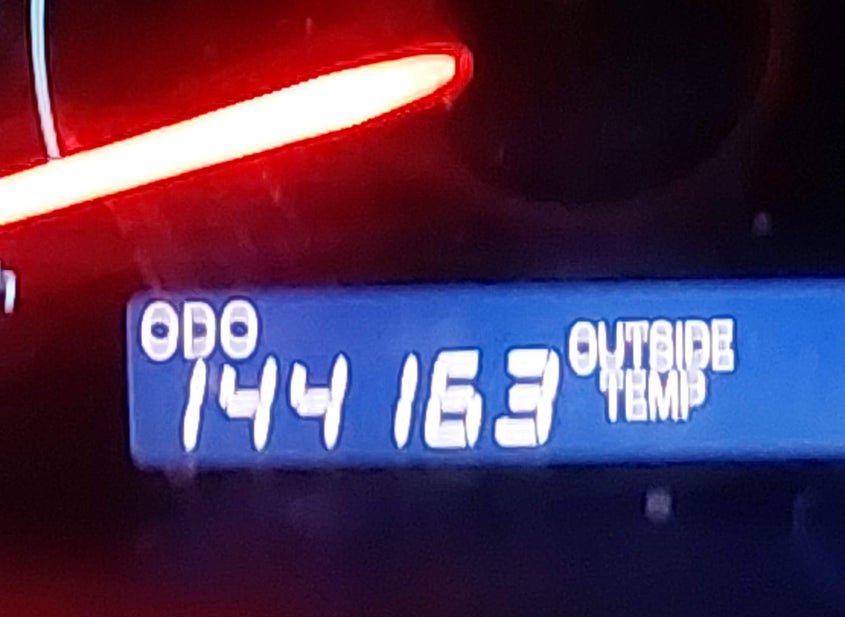 ODO
144163
OUTSIDE
TEMP